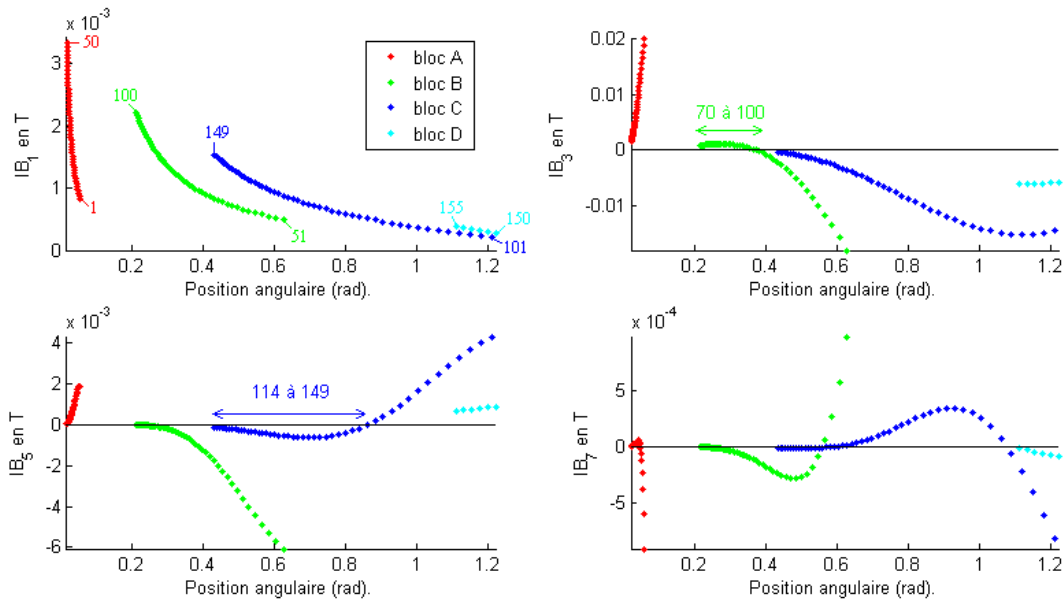 x 10⁻³
3
2
1
0
IB₁ en T
50
1
100
51
149
101
155
150
bloc A
bloc B
bloc C
bloc D
0.2 0.4 0.6 0.8 1 1.2
Position angulaire (rad).
0.02
0.01
0
-0.01
IB₃ en T
70 à 100
0.2 0.4 0.6 0.8 1 1.2
Position angulaire (rad).
x 10⁻³
4
2
0
-2
-4
-6
IB₅ en T
114 à 149
0.2 0.4 0.6 0.8 1 1.2
Position angulaire (rad).
x 10⁻⁴
5
0
-5
IB₇ en T
0.2 0.4 0.6 0.8 1 1.2
Position angulaire (rad).